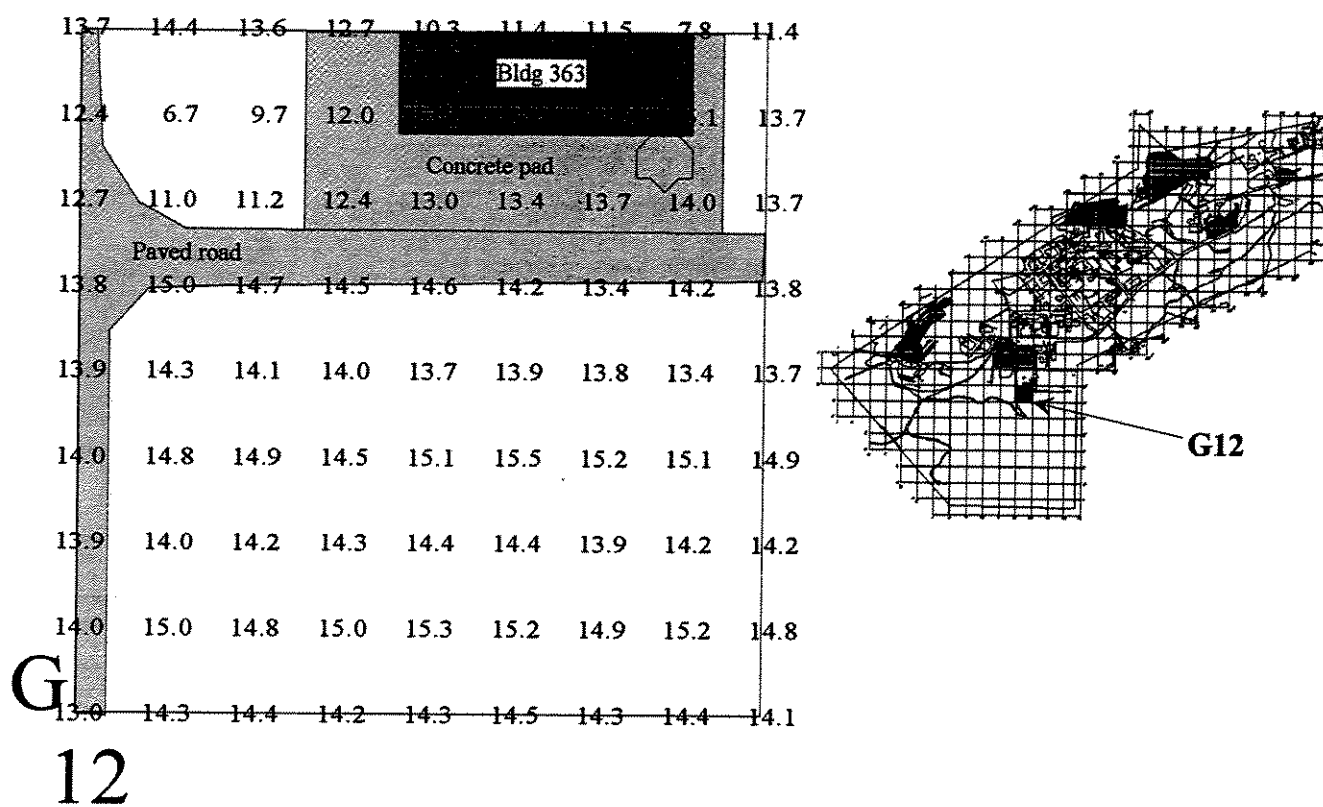 13.7 14.4 13.6 12.7 10.3 11.4 11.5 7.8 11.4
Bldg 363
12.4 6.7 9.7 12.0 13.7
Concrete pad
12.7 11.0 11.2 12.4 13.0 13.4 13.7 14.0 13.7
Paved road
13.8 15.0 14.7 14.5 14.6 14.2 13.4 14.2 13.8
13.9 14.3 14.1 14.0 13.7 13.9 13.8 13.4 13.7
G12
14.0 14.8 14.9 14.5 15.1 15.5 15.2 15.1 14.9
13.9 14.0 14.2 14.3 14.4 14.4 13.9 14.2 14.2
14.0 15.0 14.8 15.0 15.3 15.2 14.9 15.2 14.8
G
13.0 14.3 14.4 14.2 14.3 14.5 14.3 14.4 14.1
12